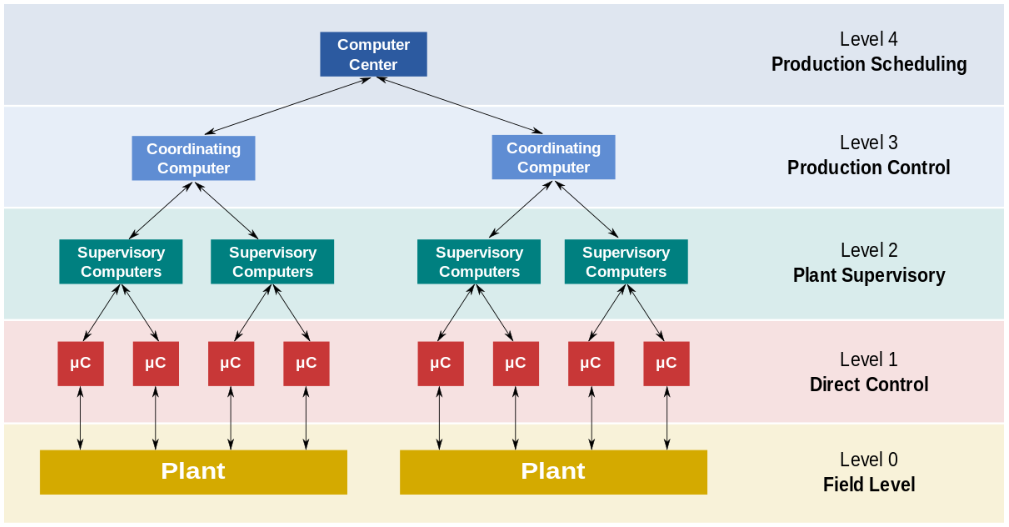 Computer
Center
Level 4
Production Scheduling
Coordinating
Computer
Coordinating
Computer
Level 3
Production Control
Supervisory
Computers
Supervisory
Computers
Supervisory
Computers
Supervisory
Computers
Level 2
Plant Supervisory
μC
μC
μC
μC
μC
μC
μC
μC
Level 1
Direct Control
Plant
Plant
Level 0
Field Level